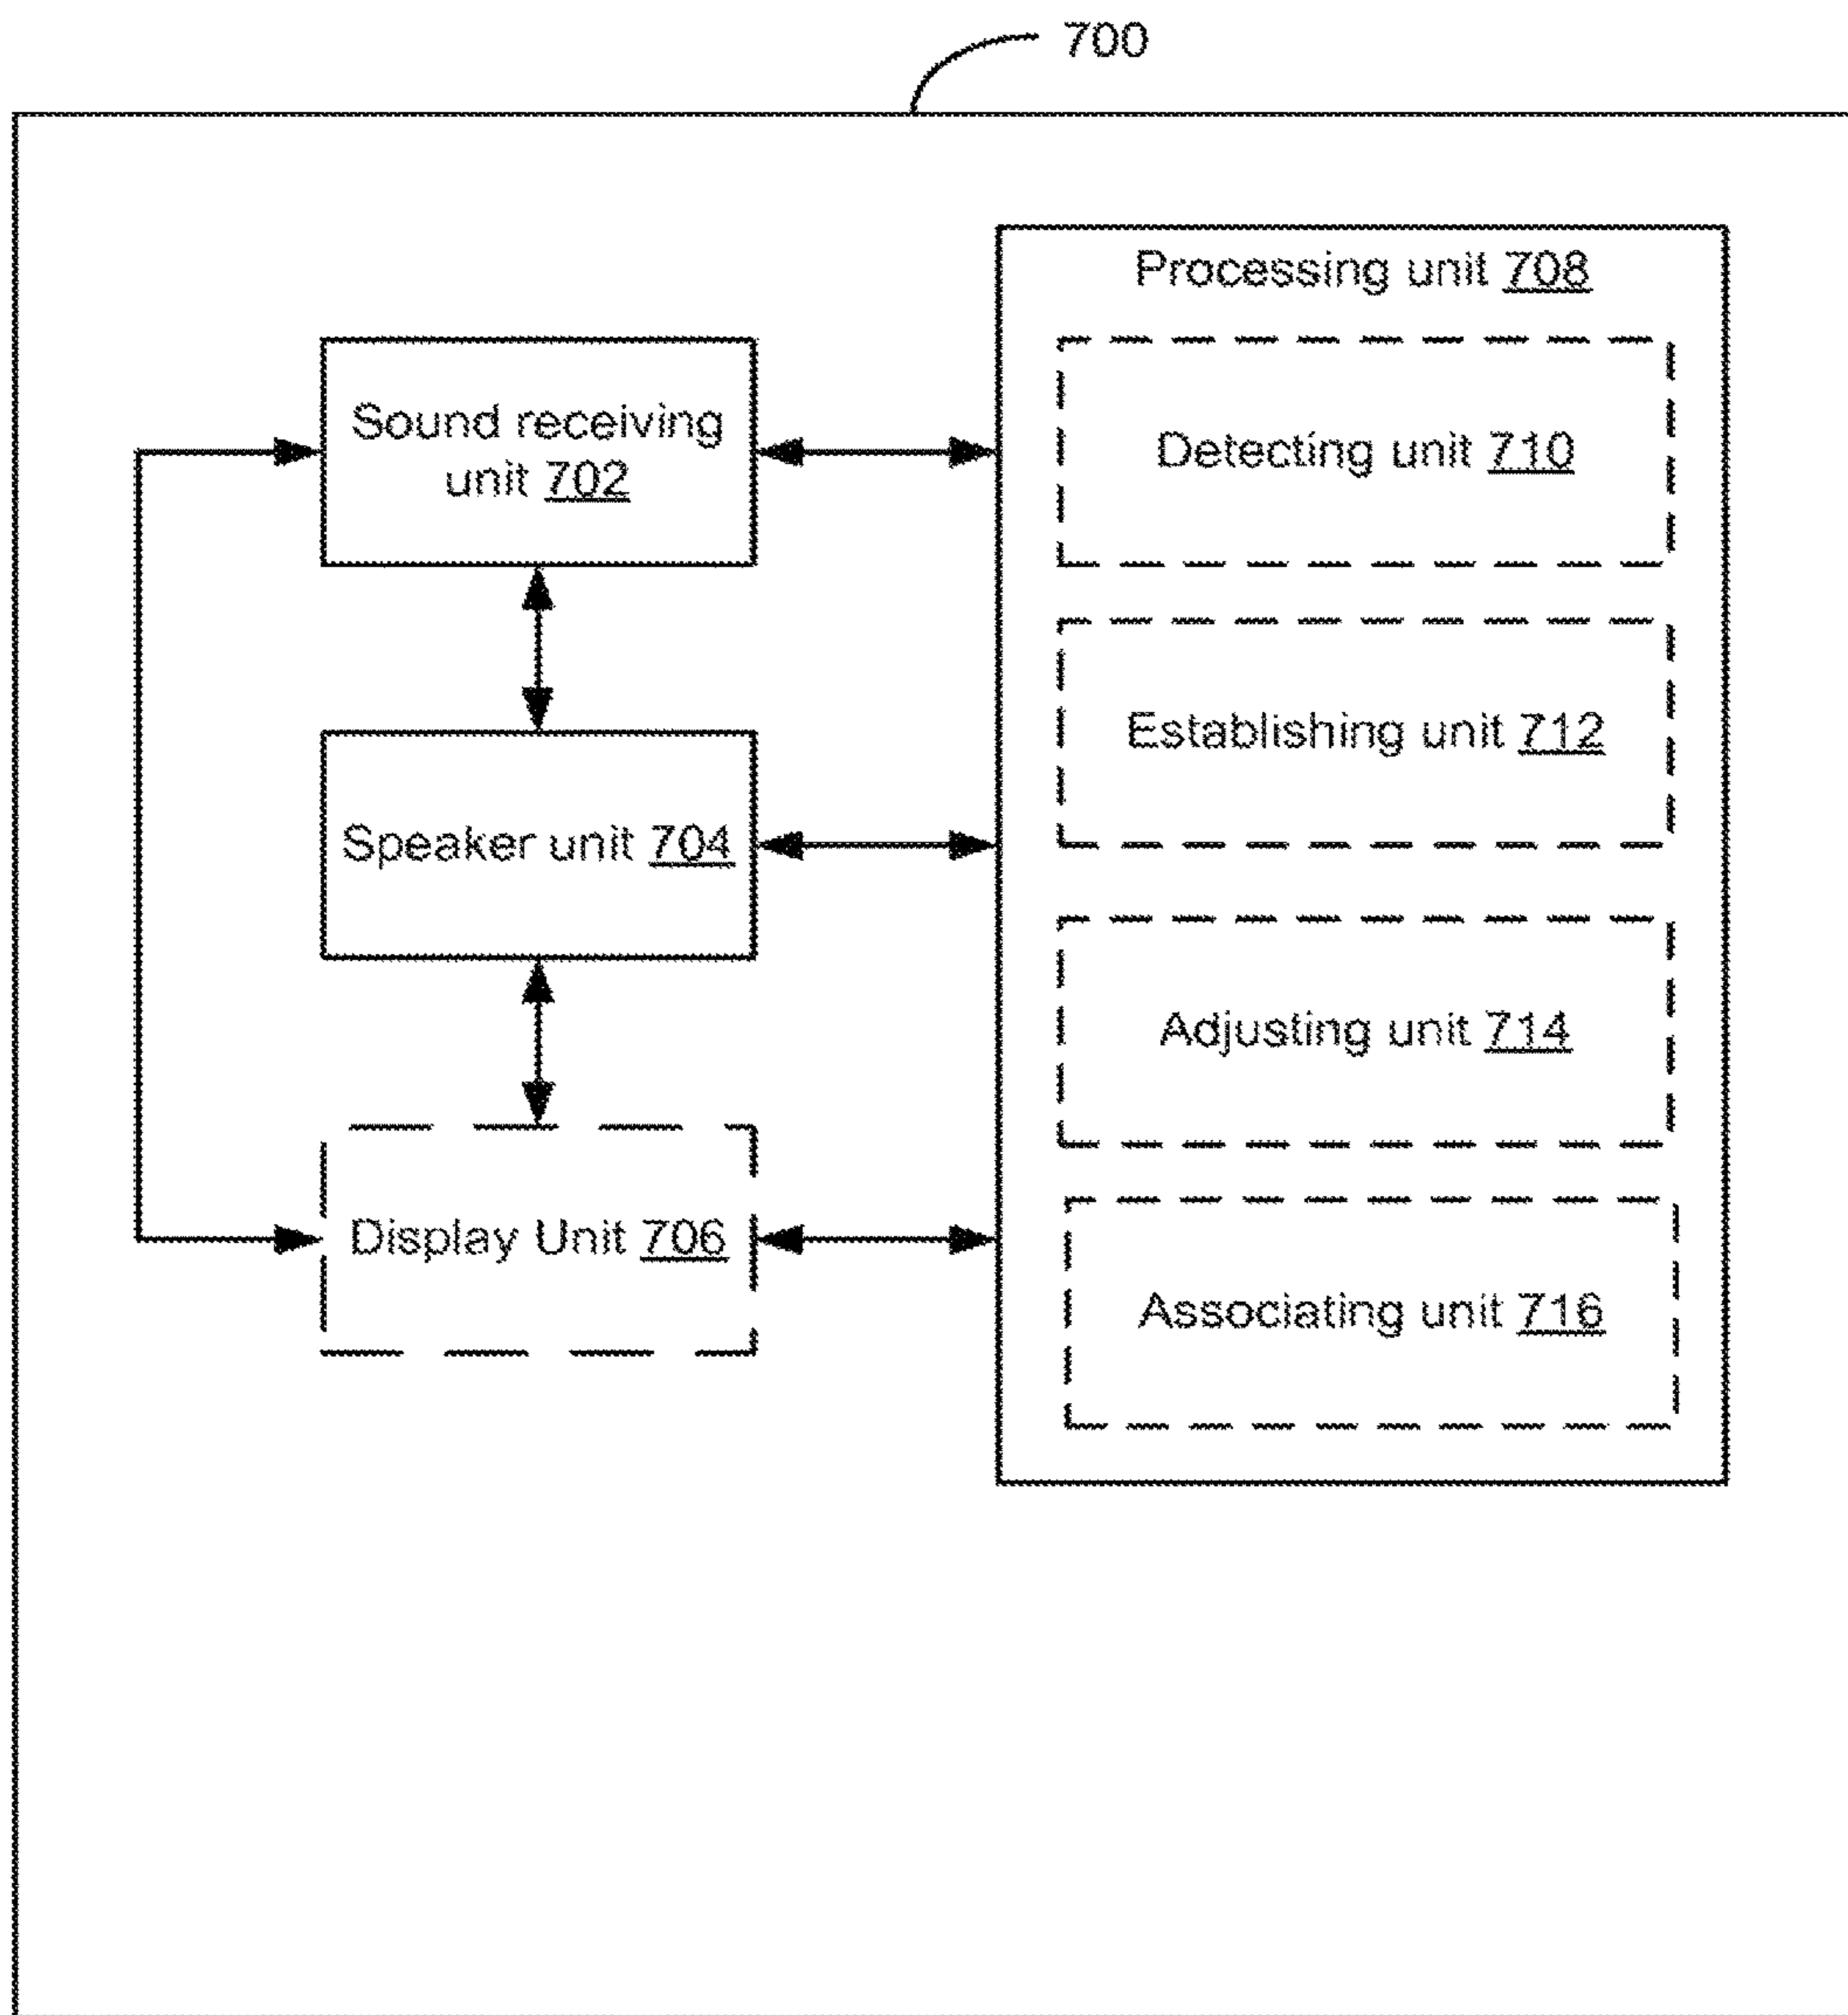 700
Processing unit 708
Sound receiving
unit 702
Detecting unit 710
Establishing unit 712
Speaker unit 704
Adjusting unit 714
Display Unit 706
Associating unit 716